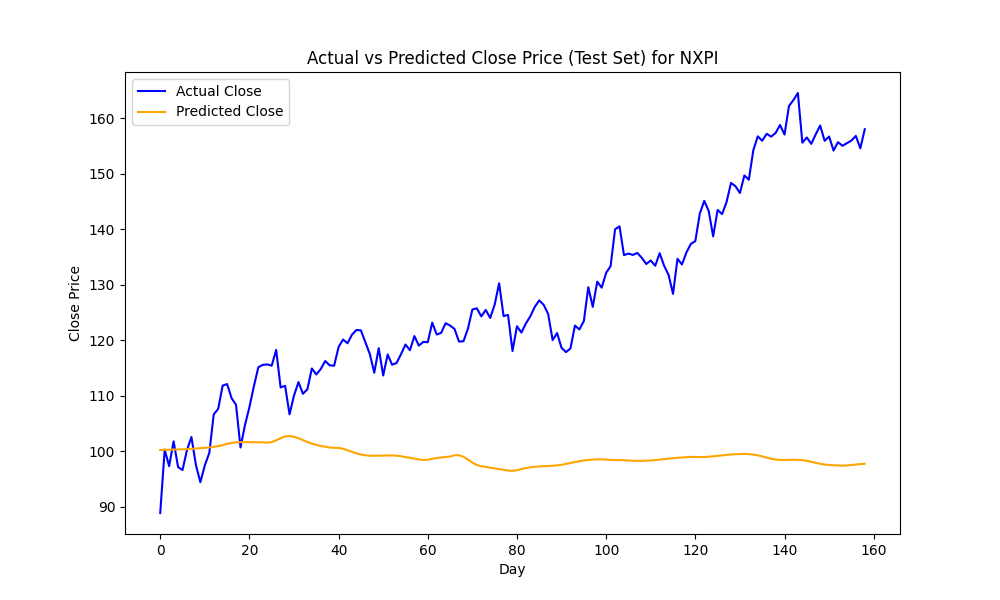 Actual vs Predicted Close Price (Test Set) for NXPI
Actual Close
Predicted Close
Close Price
160
150
140
130
120
110
100
90
0 20 40 60 80 100 120 140 160
Day